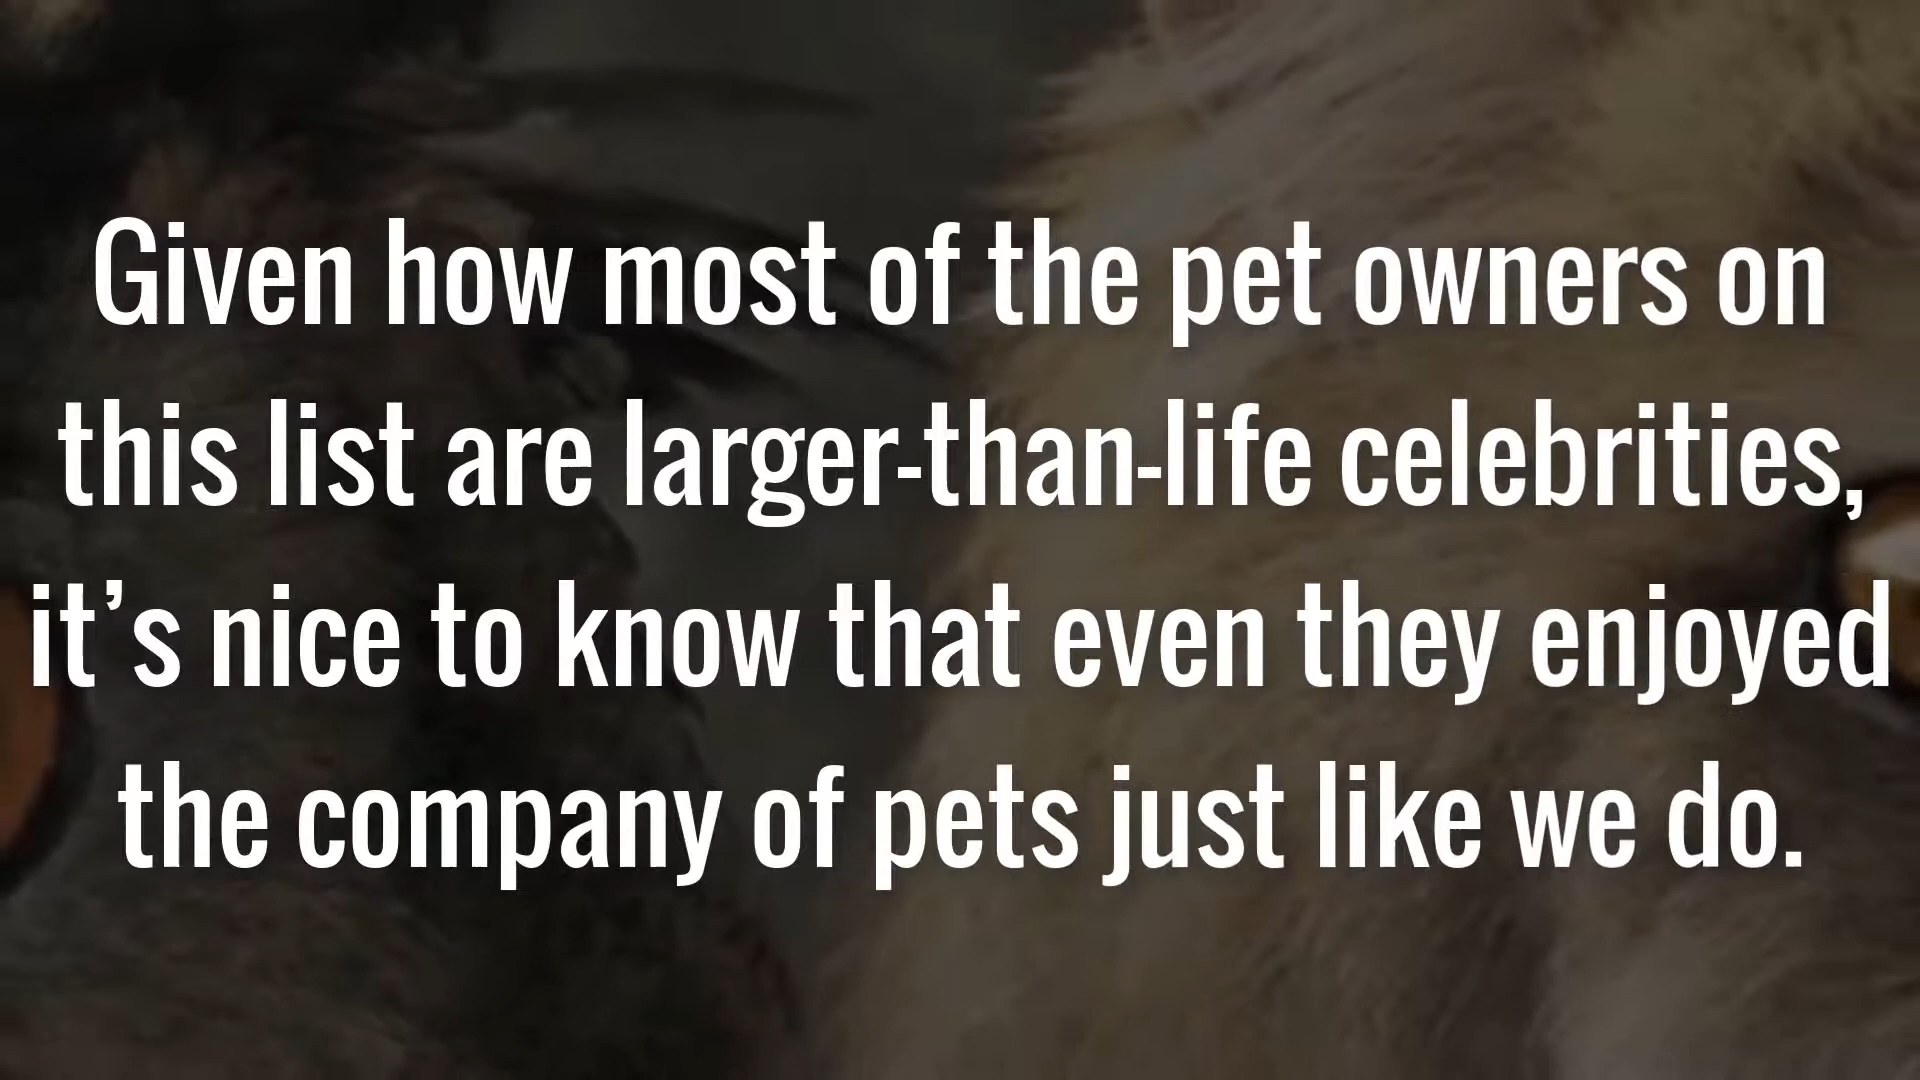 Given how most of the pet owners on
this list are larger-than-life celebrities,
it’s nice to know that even they enjoyed
the company of pets just like we do.